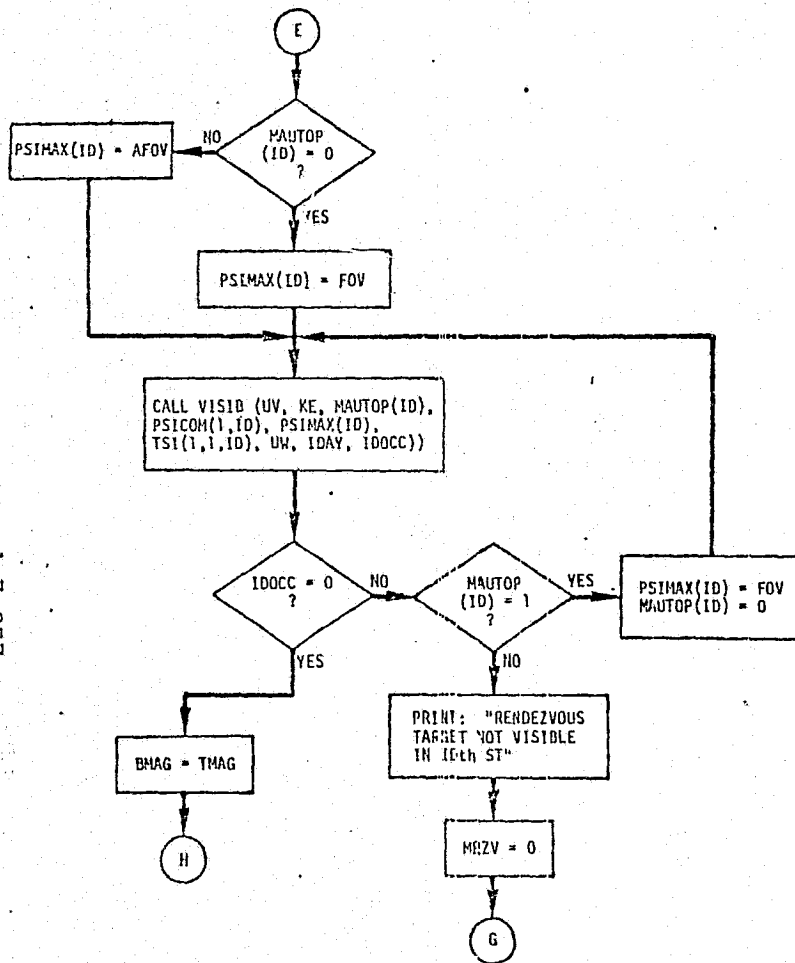 E
MAUTOP
(ID) = 0
?
NO
PSIMAX(ID) = AFOV
YES
PSIMAX(ID) = FOV
CALL VISIB (UV, KE, MAUTOP(ID),
PSICOM(1,ID), PSIMAX(ID),
TSI(1,1,ID), UW, IDAY, IDOCC))
IDOCC = 0
?
NO
MAUTOP
(ID) = 1
?
YES
PSIMAX(ID) = FOV
MAUTOP(ID) = 0
YES
NO
BMAG = TMAG
PRINT: "RENDEZVOUS
TARGET NOT VISIBLE
IN IDth ST"
H
MRZV = 0
G